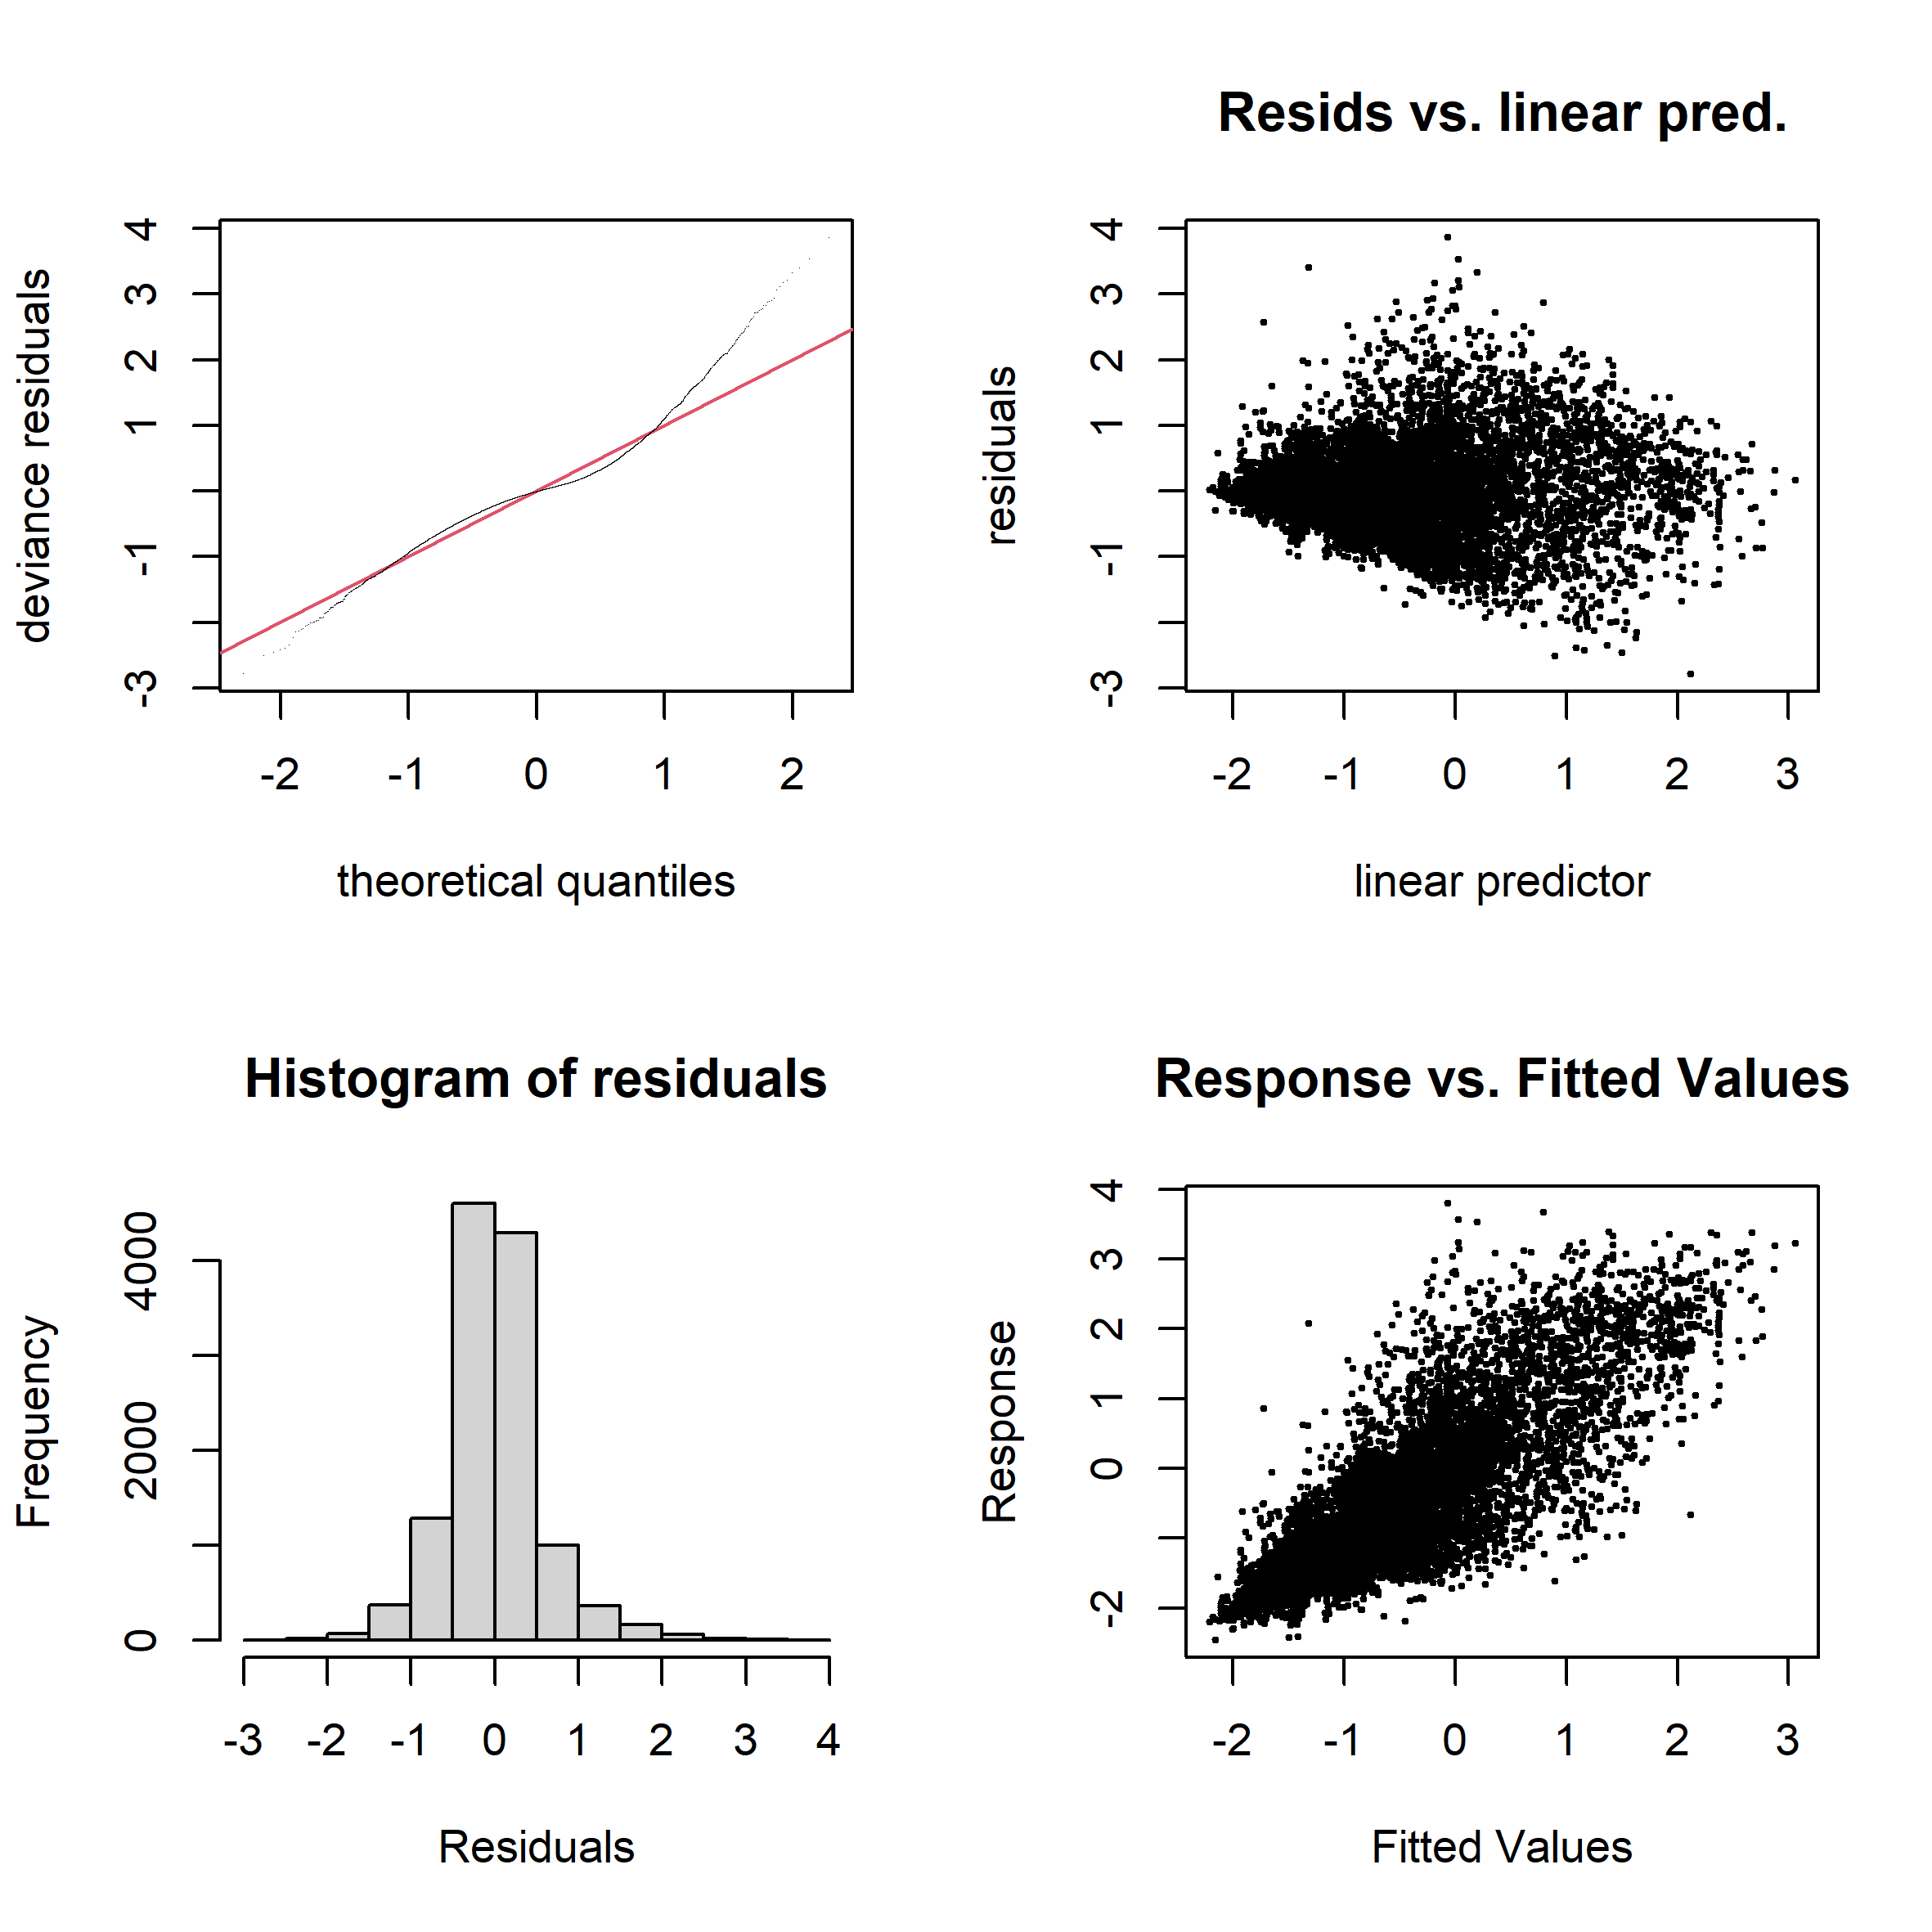 deviance residuals
4
3
2
1
-1
-3
-2 -1 0 1 2
theoretical quantiles
Resids vs. linear pred.
residuals
4
3
2
1
-1
-3
-2 -1 0 1 2 3
linear predictor
Histogram of residuals
Frequency
4000
2000
0
-3 -2 -1 0 1 2 3 4
Residuals
Response vs. Fitted Values
Response
4
3
2
1
0
-2
-2 -1 0 1 2 3
Fitted Values